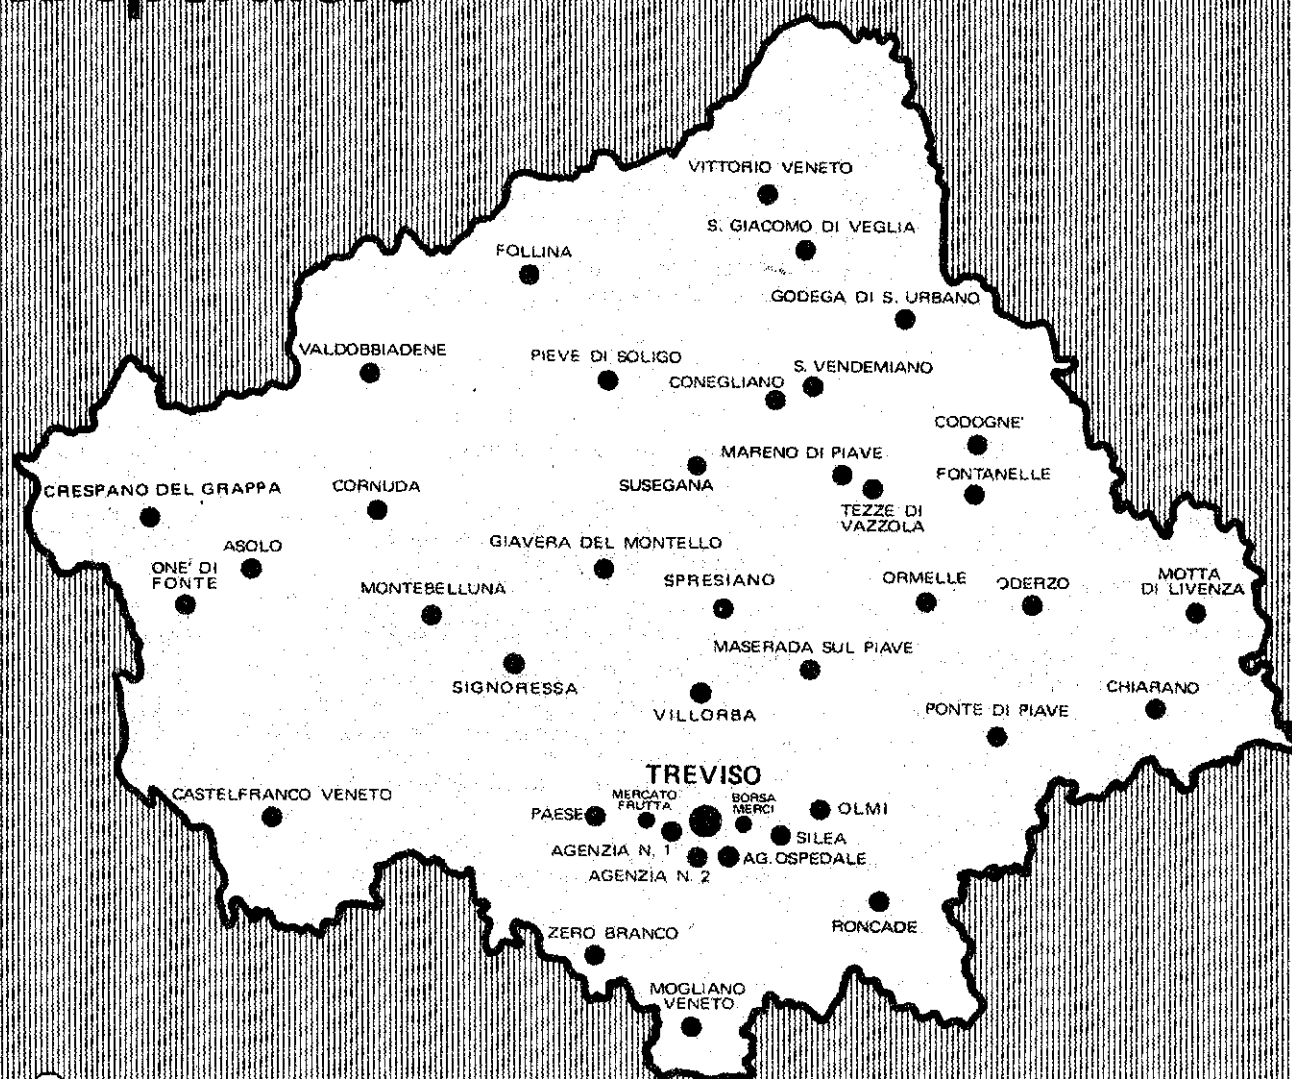 VITTORIO VENETO
S. GIACOMO DI VEGLIA
FOLLINA
GODEGA DI S. URBANO
VALDOBBIADENE
PIEVE DI SOLIGO
S. VENDEMIANO
CONEGLIANO
CODOGNE'
MARENO DI PIAVE
FONTANELLE
SUSEGANA
CRESPANO DEL GRAPPA
CORNUDA
TEZZE DI
VAZZOLA
GIAVERA DEL MONTELLO
ASOLO
ONE' DI
FONTE
MONTEBELLUNA
SPRESIANO
ORMELLE
ODERZO
MOTTA
DI LIVENZA
MASERADA SUL PIAVE
SIGNORESSA
CHIARANO
VILLORBA
PONTE DI PIAVE
TREVISO
CASTELFRANCO VENETO
MERCATO
FRUTTA
BORSA
MERCI
PAESE
OLMI
SILEA
AGENZIA N. 1
AG. OSPEDALE
AGENZIA N. 2
RONCADE
ZERO BRANCO
MOGLIANO
VENETO